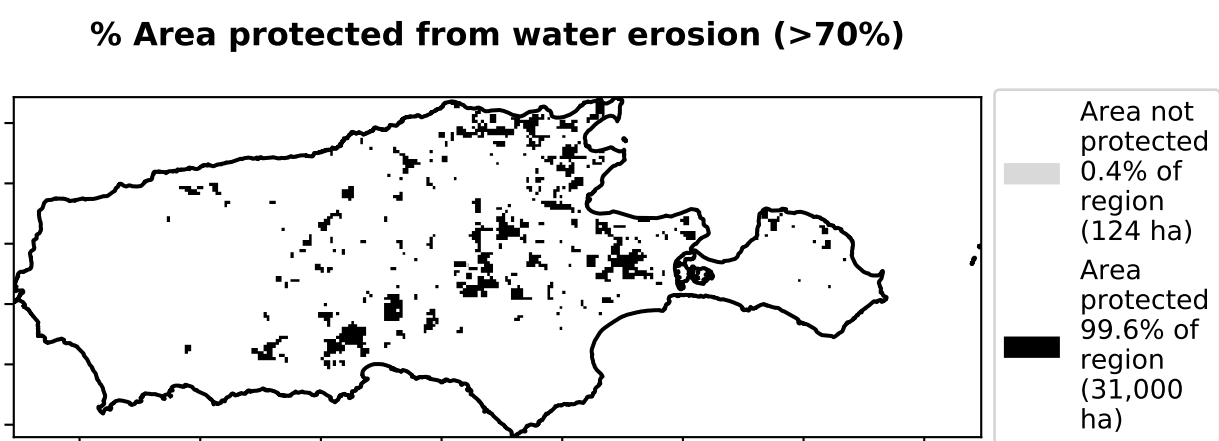 % Area protected from water erosion (>70%)
Area not
protected
0.4% of
region
(124 ha)
Area
protected
99.6% of
region
(31,000
ha)